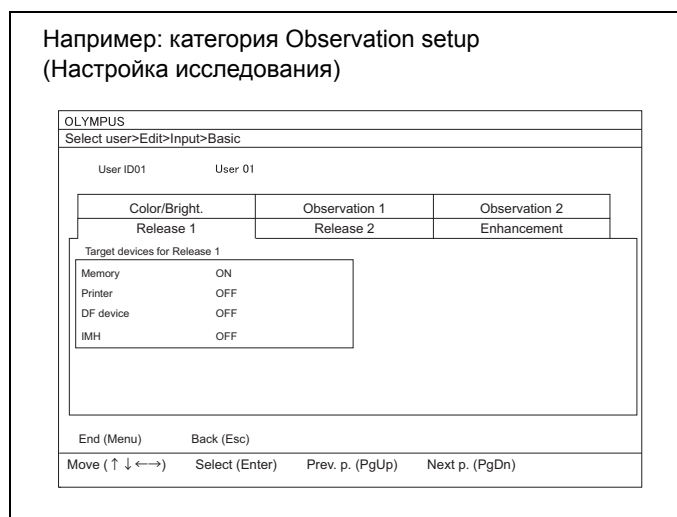 Например: категория Observation setup
(Настройка исследования)
OLYMPUS
Select user>Edit>Input>Basic
User ID01 User 01
Color/Bright. Observation 1 Observation 2
Release 1 Release 2 Enhancement
Target devices for Release 1
Memory ON
Printer OFF
DF device OFF
IMH OFF
End (Menu) Back (Esc)
Move (↑↓←→) Select (Enter) Prev. p. (PgUp) Next p. (PgDn)